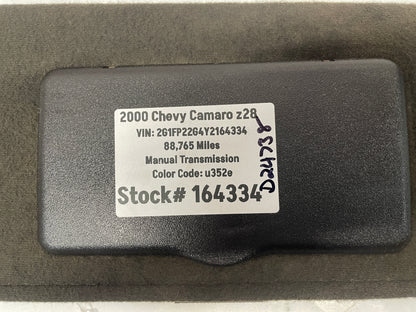 2000 Chevy Camaro z28
VIN: 2G1FP22G4Y2164334
88,765 Miles
Manual Transmission
Color Code: u352e
Stock# 164334
D24738